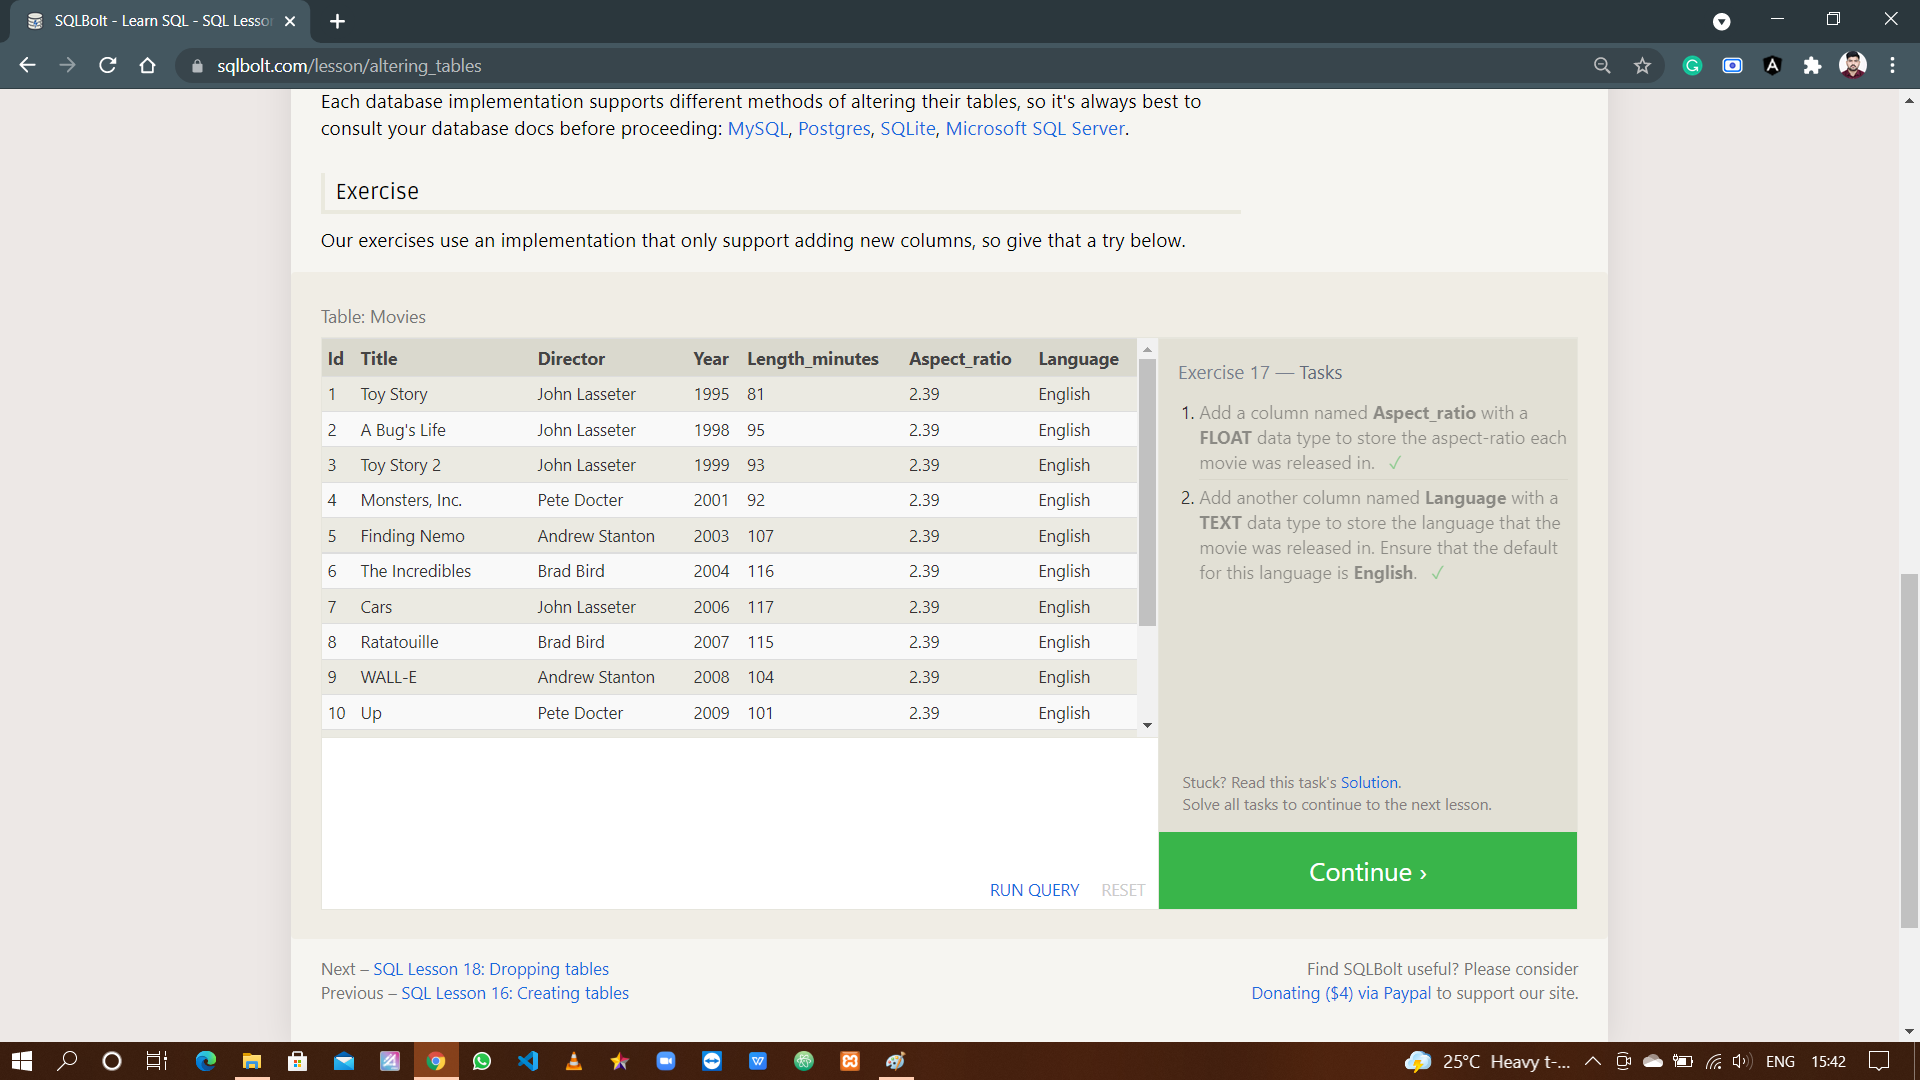 SQLBolt - Learn SQL - SQL Lesson
sqlbolt.com/lesson/altering_tables
Each database implementation supports different methods of altering their tables, so it's always best to
consult your database docs before proceeding: MySQL, Postgres, SQLite, Microsoft SQL Server.
Exercise
Our exercises use an implementation that only support adding new columns, so give that a try below.
Table: Movies
Id Title Director Year Length_minutes Aspect_ratio Language
1 Toy Story John Lasseter 1995 81 2.39 English
2 A Bug's Life John Lasseter 1998 95 2.39 English
3 Toy Story 2 John Lasseter 1999 93 2.39 English
4 Monsters, Inc. Pete Docter 2001 92 2.39 English
5 Finding Nemo Andrew Stanton 2003 107 2.39 English
6 The Incredibles Brad Bird 2004 116 2.39 English
7 Cars John Lasseter 2006 117 2.39 English
8 Ratatouille Brad Bird 2007 115 2.39 English
9 WALL-E Andrew Stanton 2008 104 2.39 English
10 Up Pete Docter 2009 101 2.39 English
RUN QUERY RESET
Exercise 17 — Tasks
1. Add a column named Aspect_ratio with a
FLOAT data type to store the aspect-ratio each
movie was released in. ✓
2. Add another column named Language with a
TEXT data type to store the language that the
movie was released in. Ensure that the default
for this language is English. ✓
Stuck? Read this task's Solution.
Solve all tasks to continue to the next lesson.
Continue ›
Next – SQL Lesson 18: Dropping tables
Previous – SQL Lesson 16: Creating tables
Find SQLBolt useful? Please consider
Donating ($4) via Paypal to support our site.
25°C Heavy t-... ENG 15:42